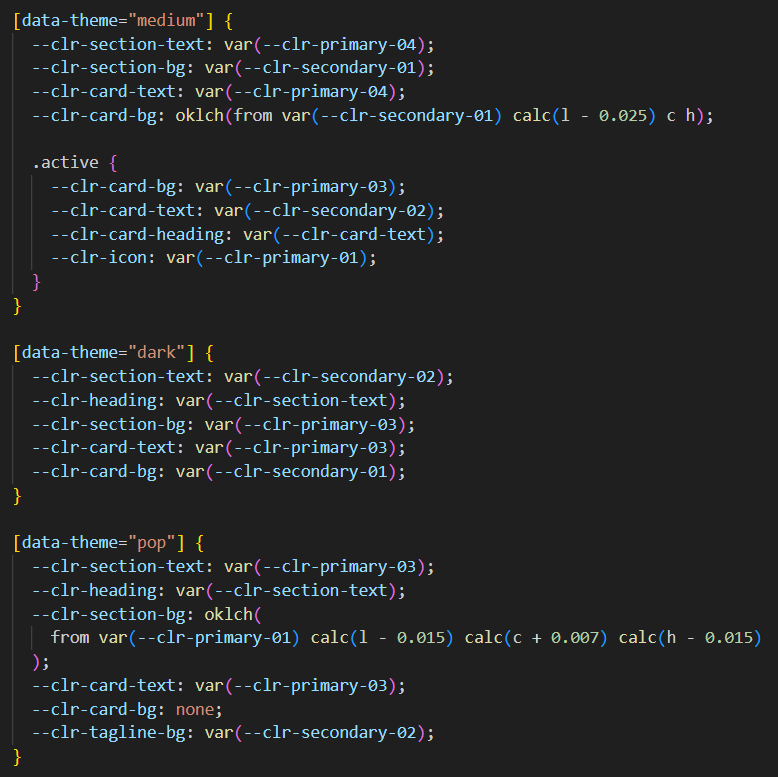 [data-theme="medium"] {
  --clr-section-text: var(--clr-primary-04);
  --clr-section-bg: var(--clr-secondary-01);
  --clr-card-text: var(--clr-primary-04);
  --clr-card-bg: oklch(from var(--clr-secondary-01) calc(l - 0.025) c h);

  .active {
    --clr-card-bg: var(--clr-primary-03);
    --clr-card-text: var(--clr-secondary-02);
    --clr-card-heading: var(--clr-card-text);
    --clr-icon: var(--clr-primary-01);
  }
}

[data-theme="dark"] {
  --clr-section-text: var(--clr-secondary-02);
  --clr-heading: var(--clr-section-text);
  --clr-section-bg: var(--clr-primary-03);
  --clr-card-text: var(--clr-primary-03);
  --clr-card-bg: var(--clr-secondary-01);
}

[data-theme="pop"] {
  --clr-section-text: var(--clr-primary-03);
  --clr-heading: var(--clr-section-text);
  --clr-section-bg: oklch(
    from var(--clr-primary-01) calc(l - 0.015) calc(c + 0.007) calc(h - 0.015)
  );
  --clr-card-text: var(--clr-primary-03);
  --clr-card-bg: none;
  --clr-tagline-bg: var(--clr-secondary-02);
}